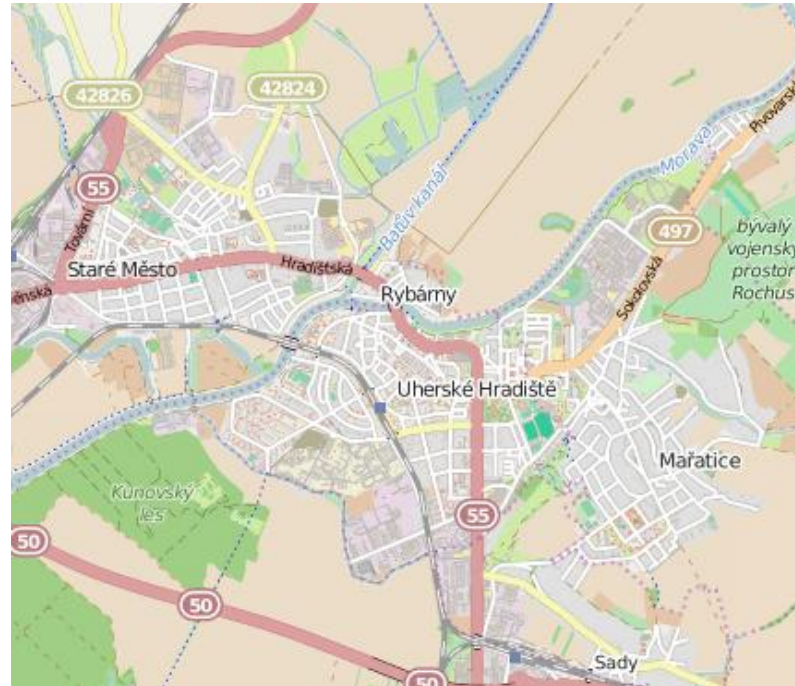 42826
42824
Pivovarská
Morava
55
Baťův kanál
497
bývalý
vojenský
prostor
Rochus
Tovární
Staré Město
Hradišťská
Sokolovská
Rybárny
Uherské Hradiště
Mařatice
Kunovský
les
55
50
50
Sady
50